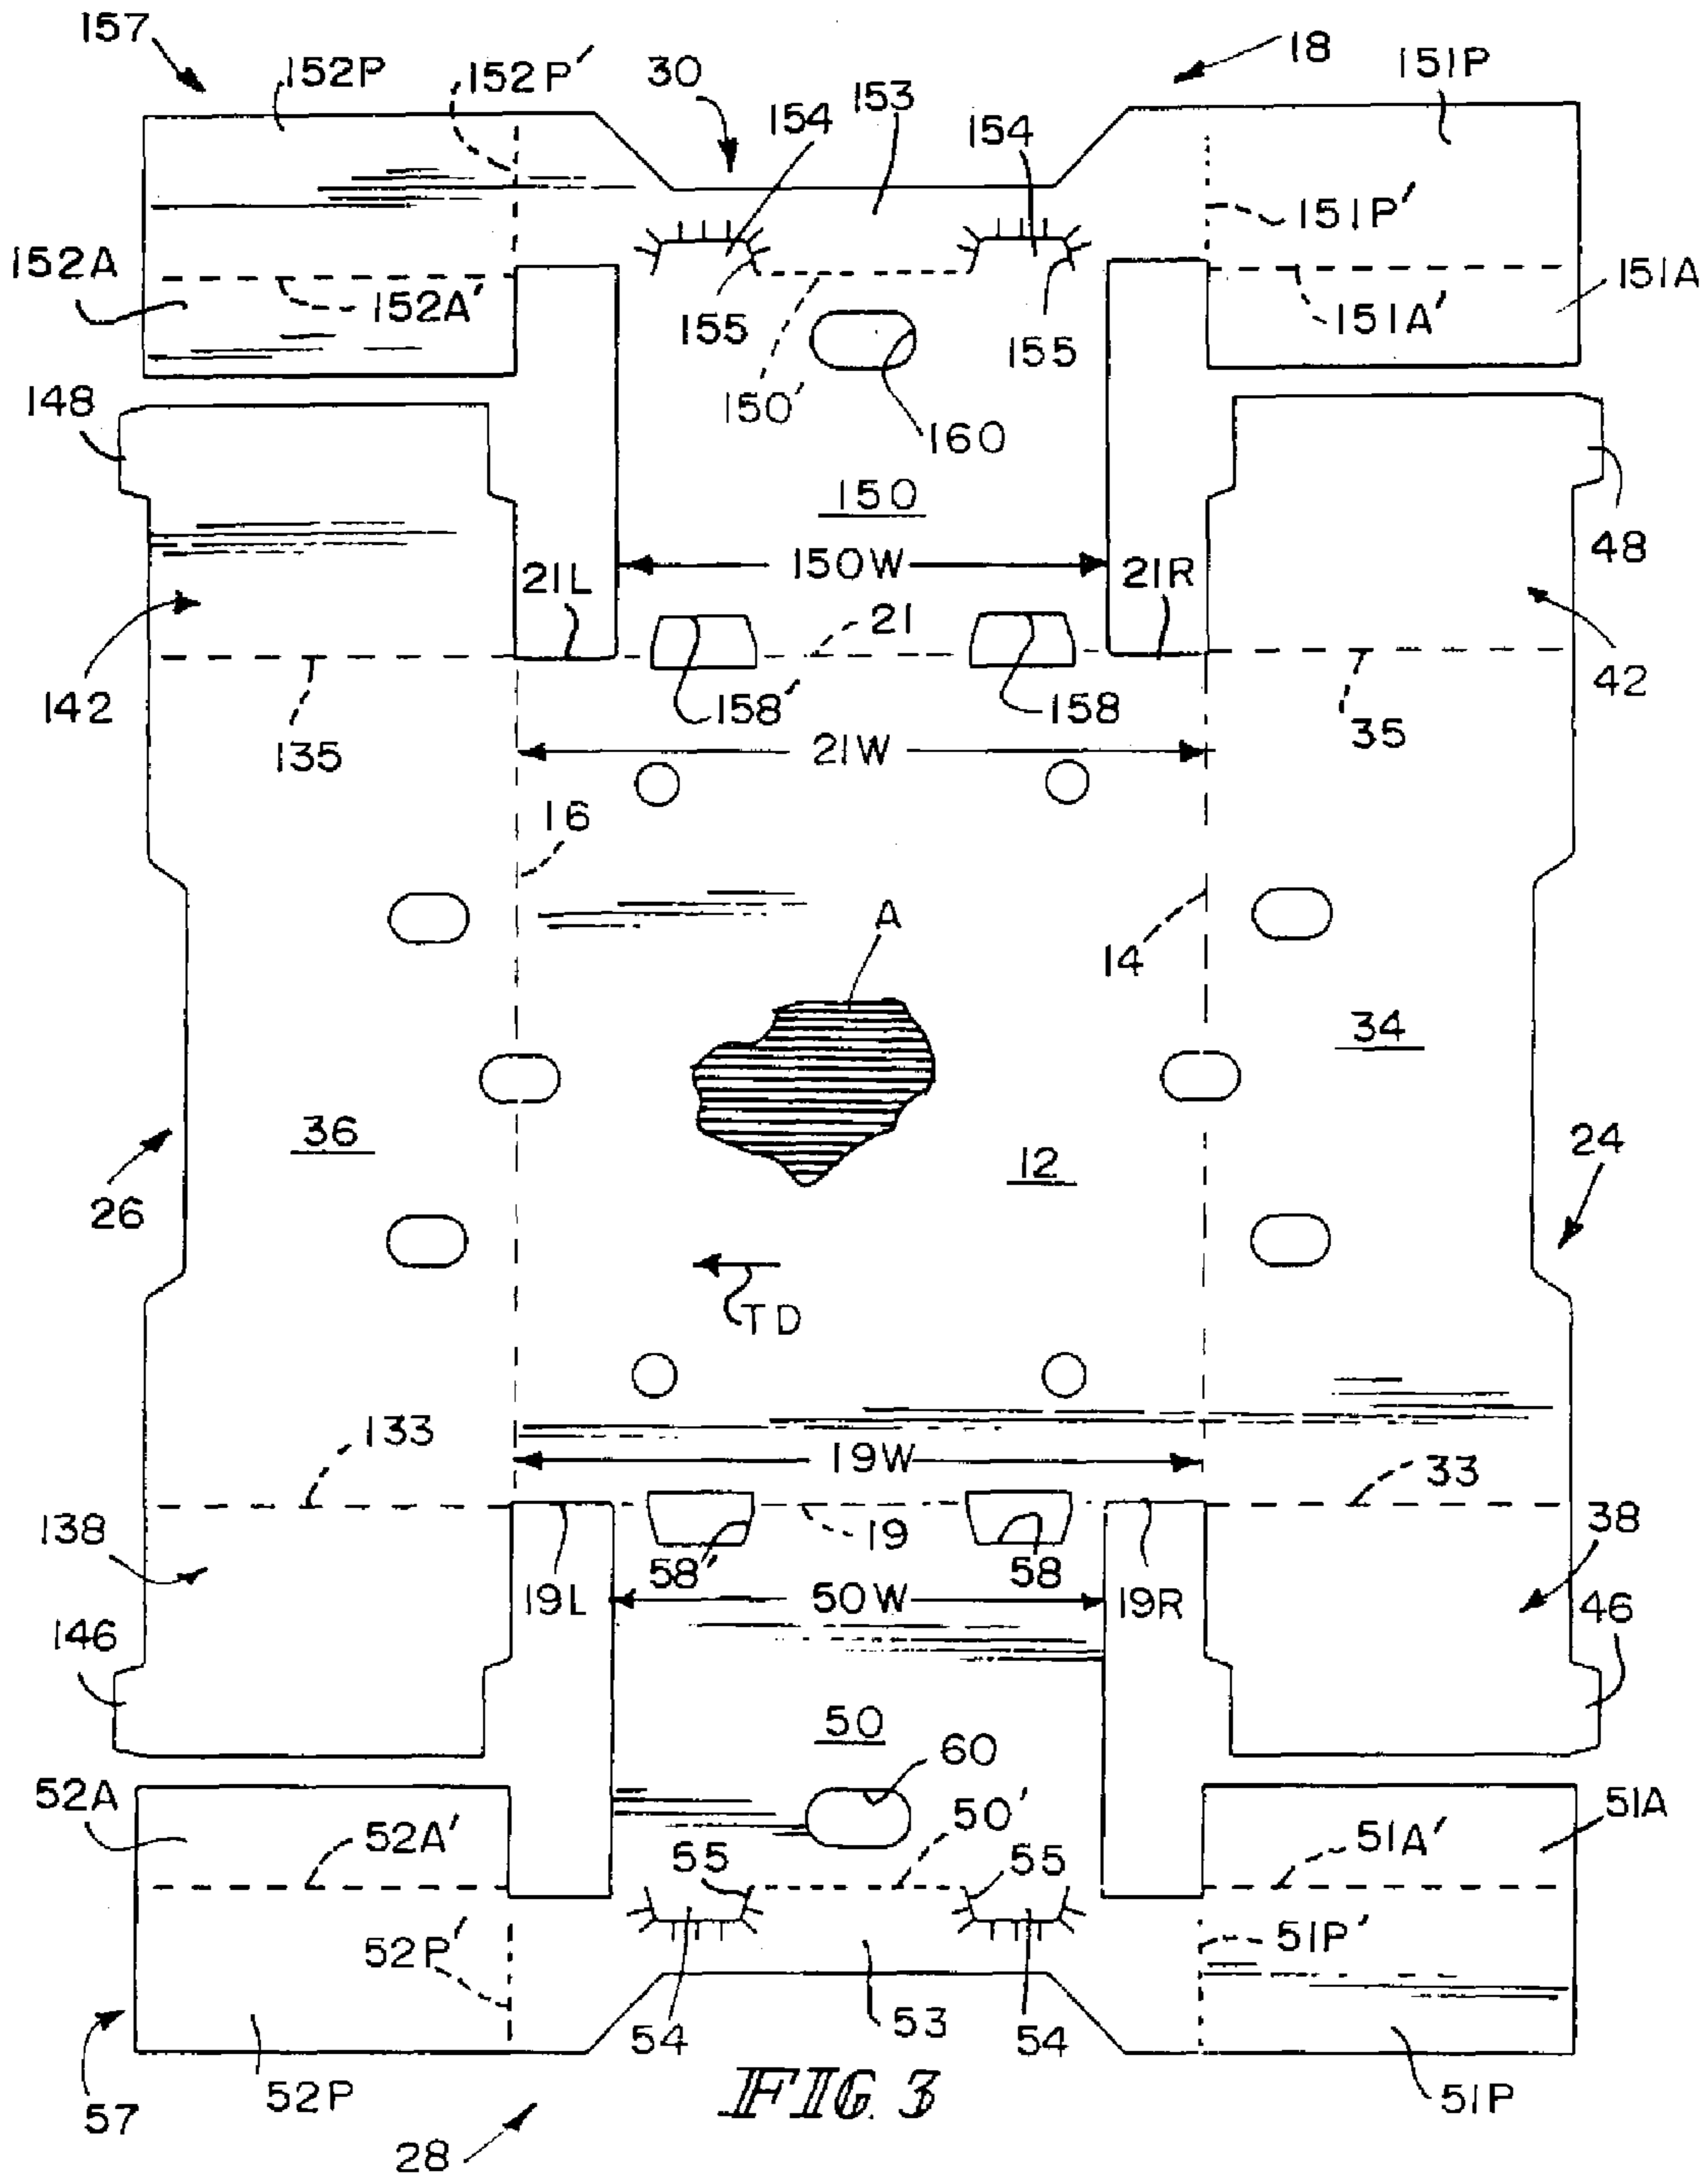 157
152P
152P'
30
154
153
154
18
151P
152A
152A'
151P'
151A
151A'
155
155
150'
160
148
150
48
21L
150W
21R
21
142
158'
158
42
135
21W
35
16
A
14
34
36
12
26
24
TD
133
19W
33
138
19
38
58'
58
19L
50W
19R
46
146
50
60
52A
52A'
50'
51A'
51A
55
55
52P'
51P'
54
53
54
57
52P
51P
FIG. 3
28